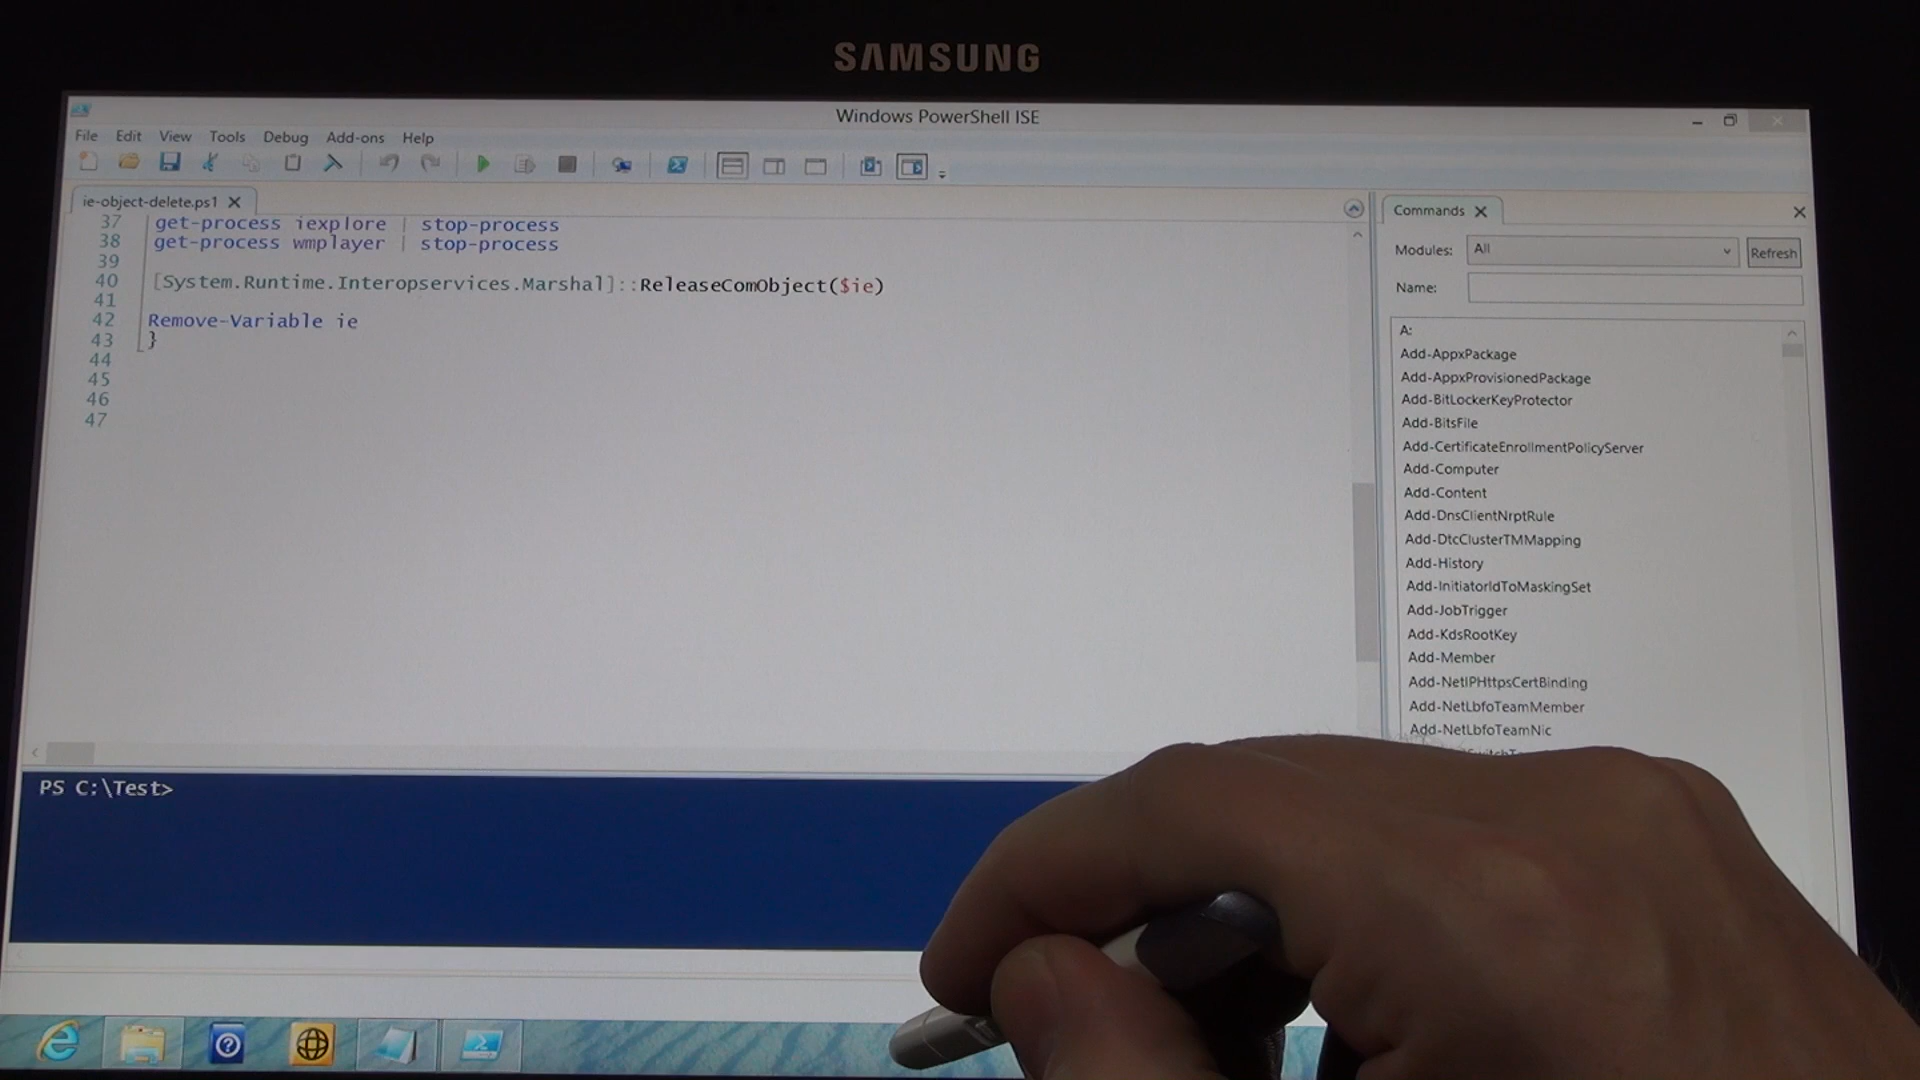 SAMSUNG
Windows PowerShell ISE
File Edit View Tools Debug Add-ons Help
ie-object-delete.ps1
37 get-process iexplore | stop-process
38 get-process wmplayer | stop-process
39
40 [System.Runtime.Interopservices.Marshal]::ReleaseComObject($ie)
41
42 Remove-Variable ie
43 }
44
45
46
47
PS C:\Test>
Commands
Modules: All Refresh
Name:
A:
Add-AppxPackage
Add-AppxProvisionedPackage
Add-BitLockerKeyProtector
Add-BitsFile
Add-CertificateEnrollmentPolicyServer
Add-Computer
Add-Content
Add-DnsClientNrptRule
Add-DtcClusterTMMapping
Add-History
Add-InitiatorIdToMaskingSet
Add-JobTrigger
Add-KdsRootKey
Add-Member
Add-NetIPHttpsCertBinding
Add-NetLbfoTeamMember
Add-NetLbfoTeamNic